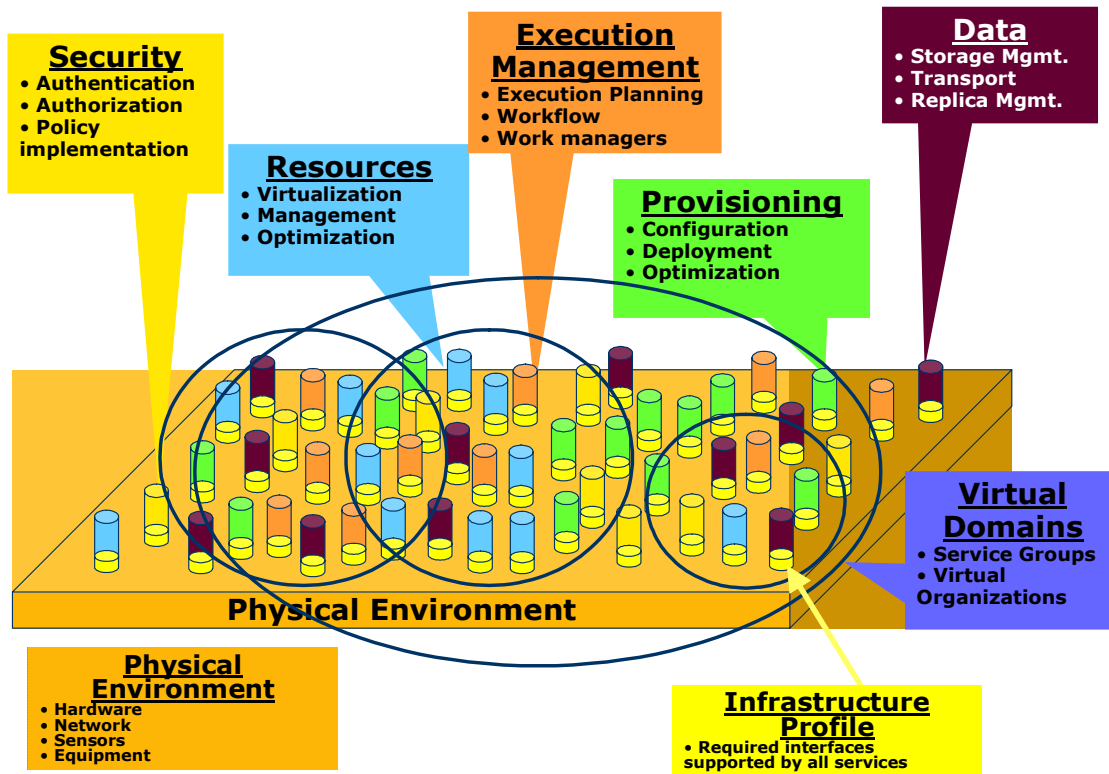 Security
• Authentication
• Authorization
• Policy
implementation
Resources
• Virtualization
• Management
• Optimization
Execution
Management
• Execution Planning
• Workflow
• Work managers
Provisioning
• Configuration
• Deployment
• Optimization
Data
• Storage Mgmt.
• Transport
• Replica Mgmt.
Virtual
Domains
• Service Groups
• Virtual
Organizations
Physical Environment
Physical
Environment
• Hardware
• Network
• Sensors
• Equipment
Infrastructure
Profile
• Required interfaces
supported by all services